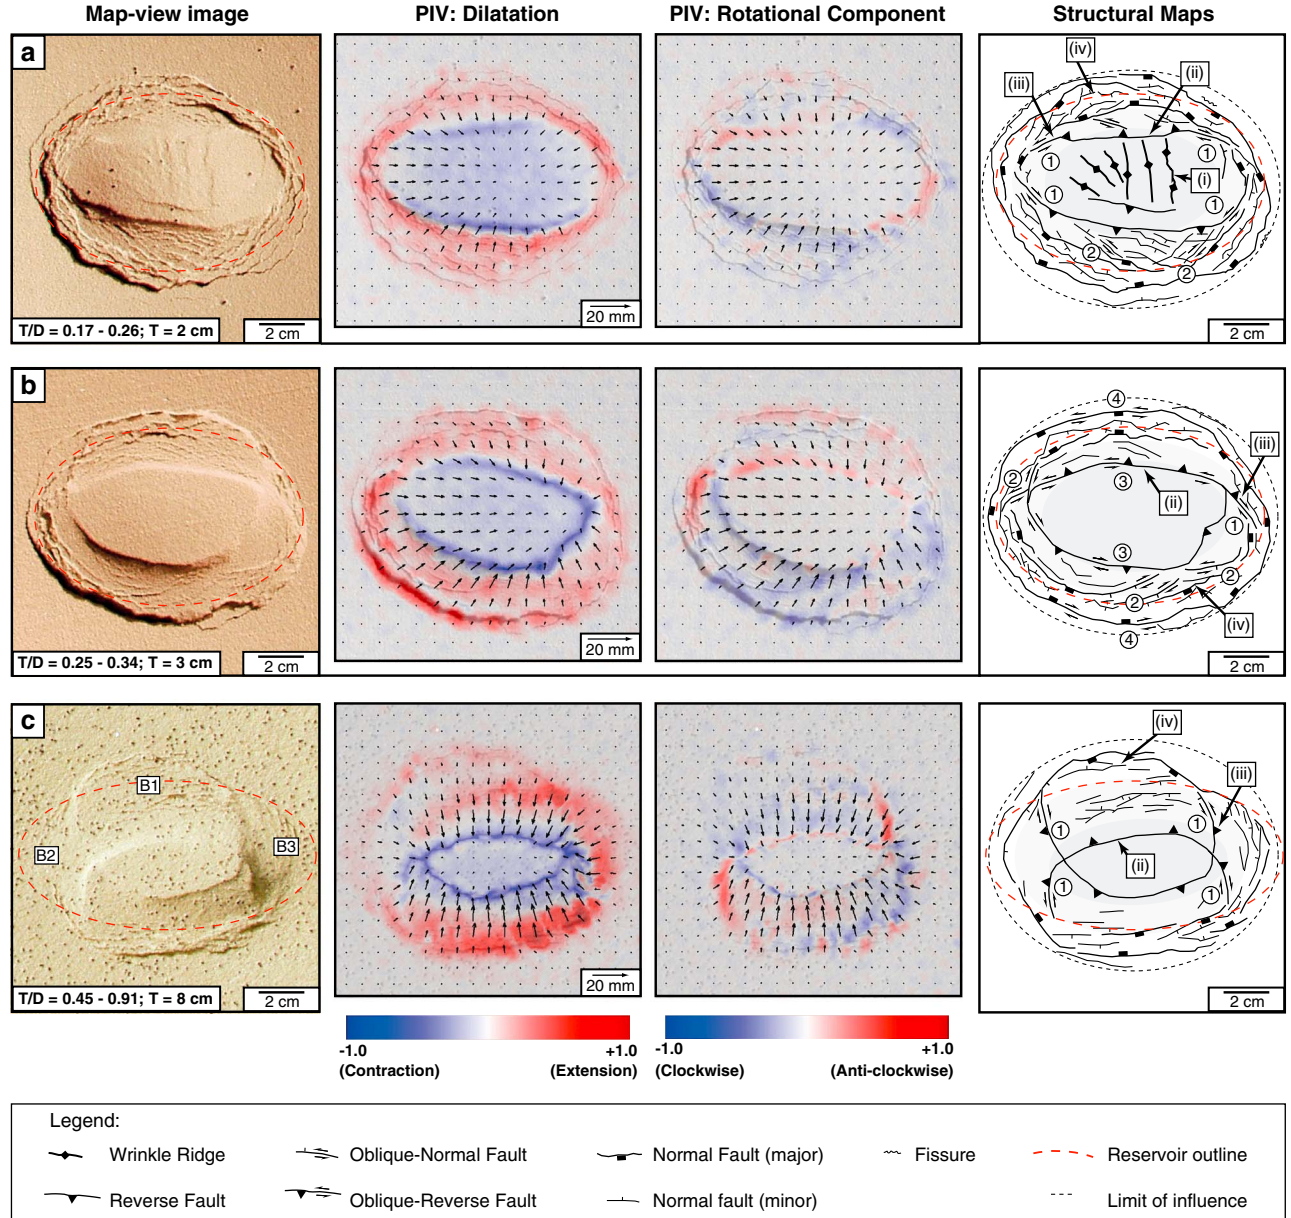 Map-view image
PIV: Dilatation
PIV: Rotational Component
Structural Maps
a
T/D = 0.17 - 0.26; T = 2 cm
2 cm
20 mm
(iv)
(iii)
(ii)
1
1
(i)
1
1
2
2
2 cm
b
T/D = 0.25 - 0.34; T = 3 cm
2 cm
20 mm
4
(iii)
2
3
(ii)
1
3
2
2
(iv)
4
2 cm
c
B1
B2
B3
T/D = 0.45 - 0.91; T = 8 cm
2 cm
20 mm
(iv)
(iii)
1
1
(ii)
1
1
2 cm
-1.0
+1.0
(Contraction)
(Extension)
-1.0
+1.0
(Clockwise)
(Anti-clockwise)
Legend:
Wrinkle Ridge
Oblique-Normal Fault
Normal Fault (major)
Fissure
Reservoir outline
Reverse Fault
Oblique-Reverse Fault
Normal fault (minor)
Limit of influence